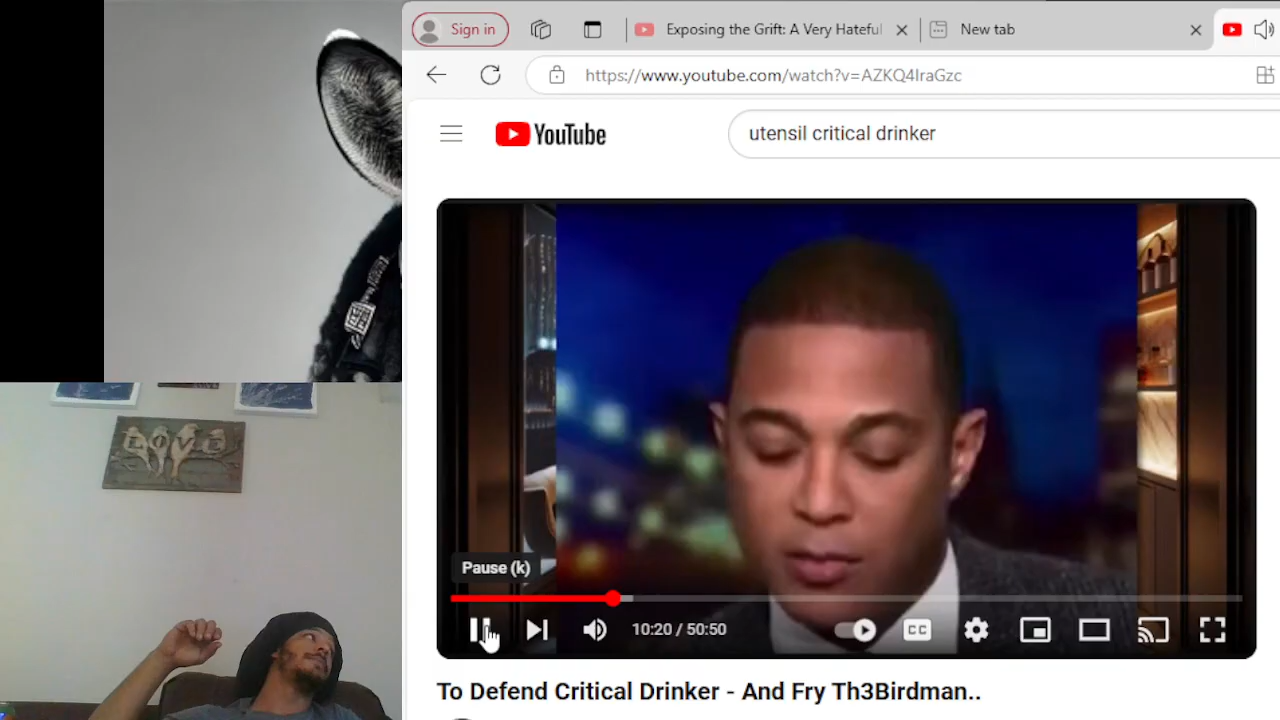 Sign in
Exposing the Grift: A Very Hateful
New tab
https://www.youtube.com/watch?v=AZKQ4IraGzc
YouTube
utensil critical drinker
LOVE
Pause (k)
10:20 / 50:50
CC
To Defend Critical Drinker - And Fry Th3Birdman..